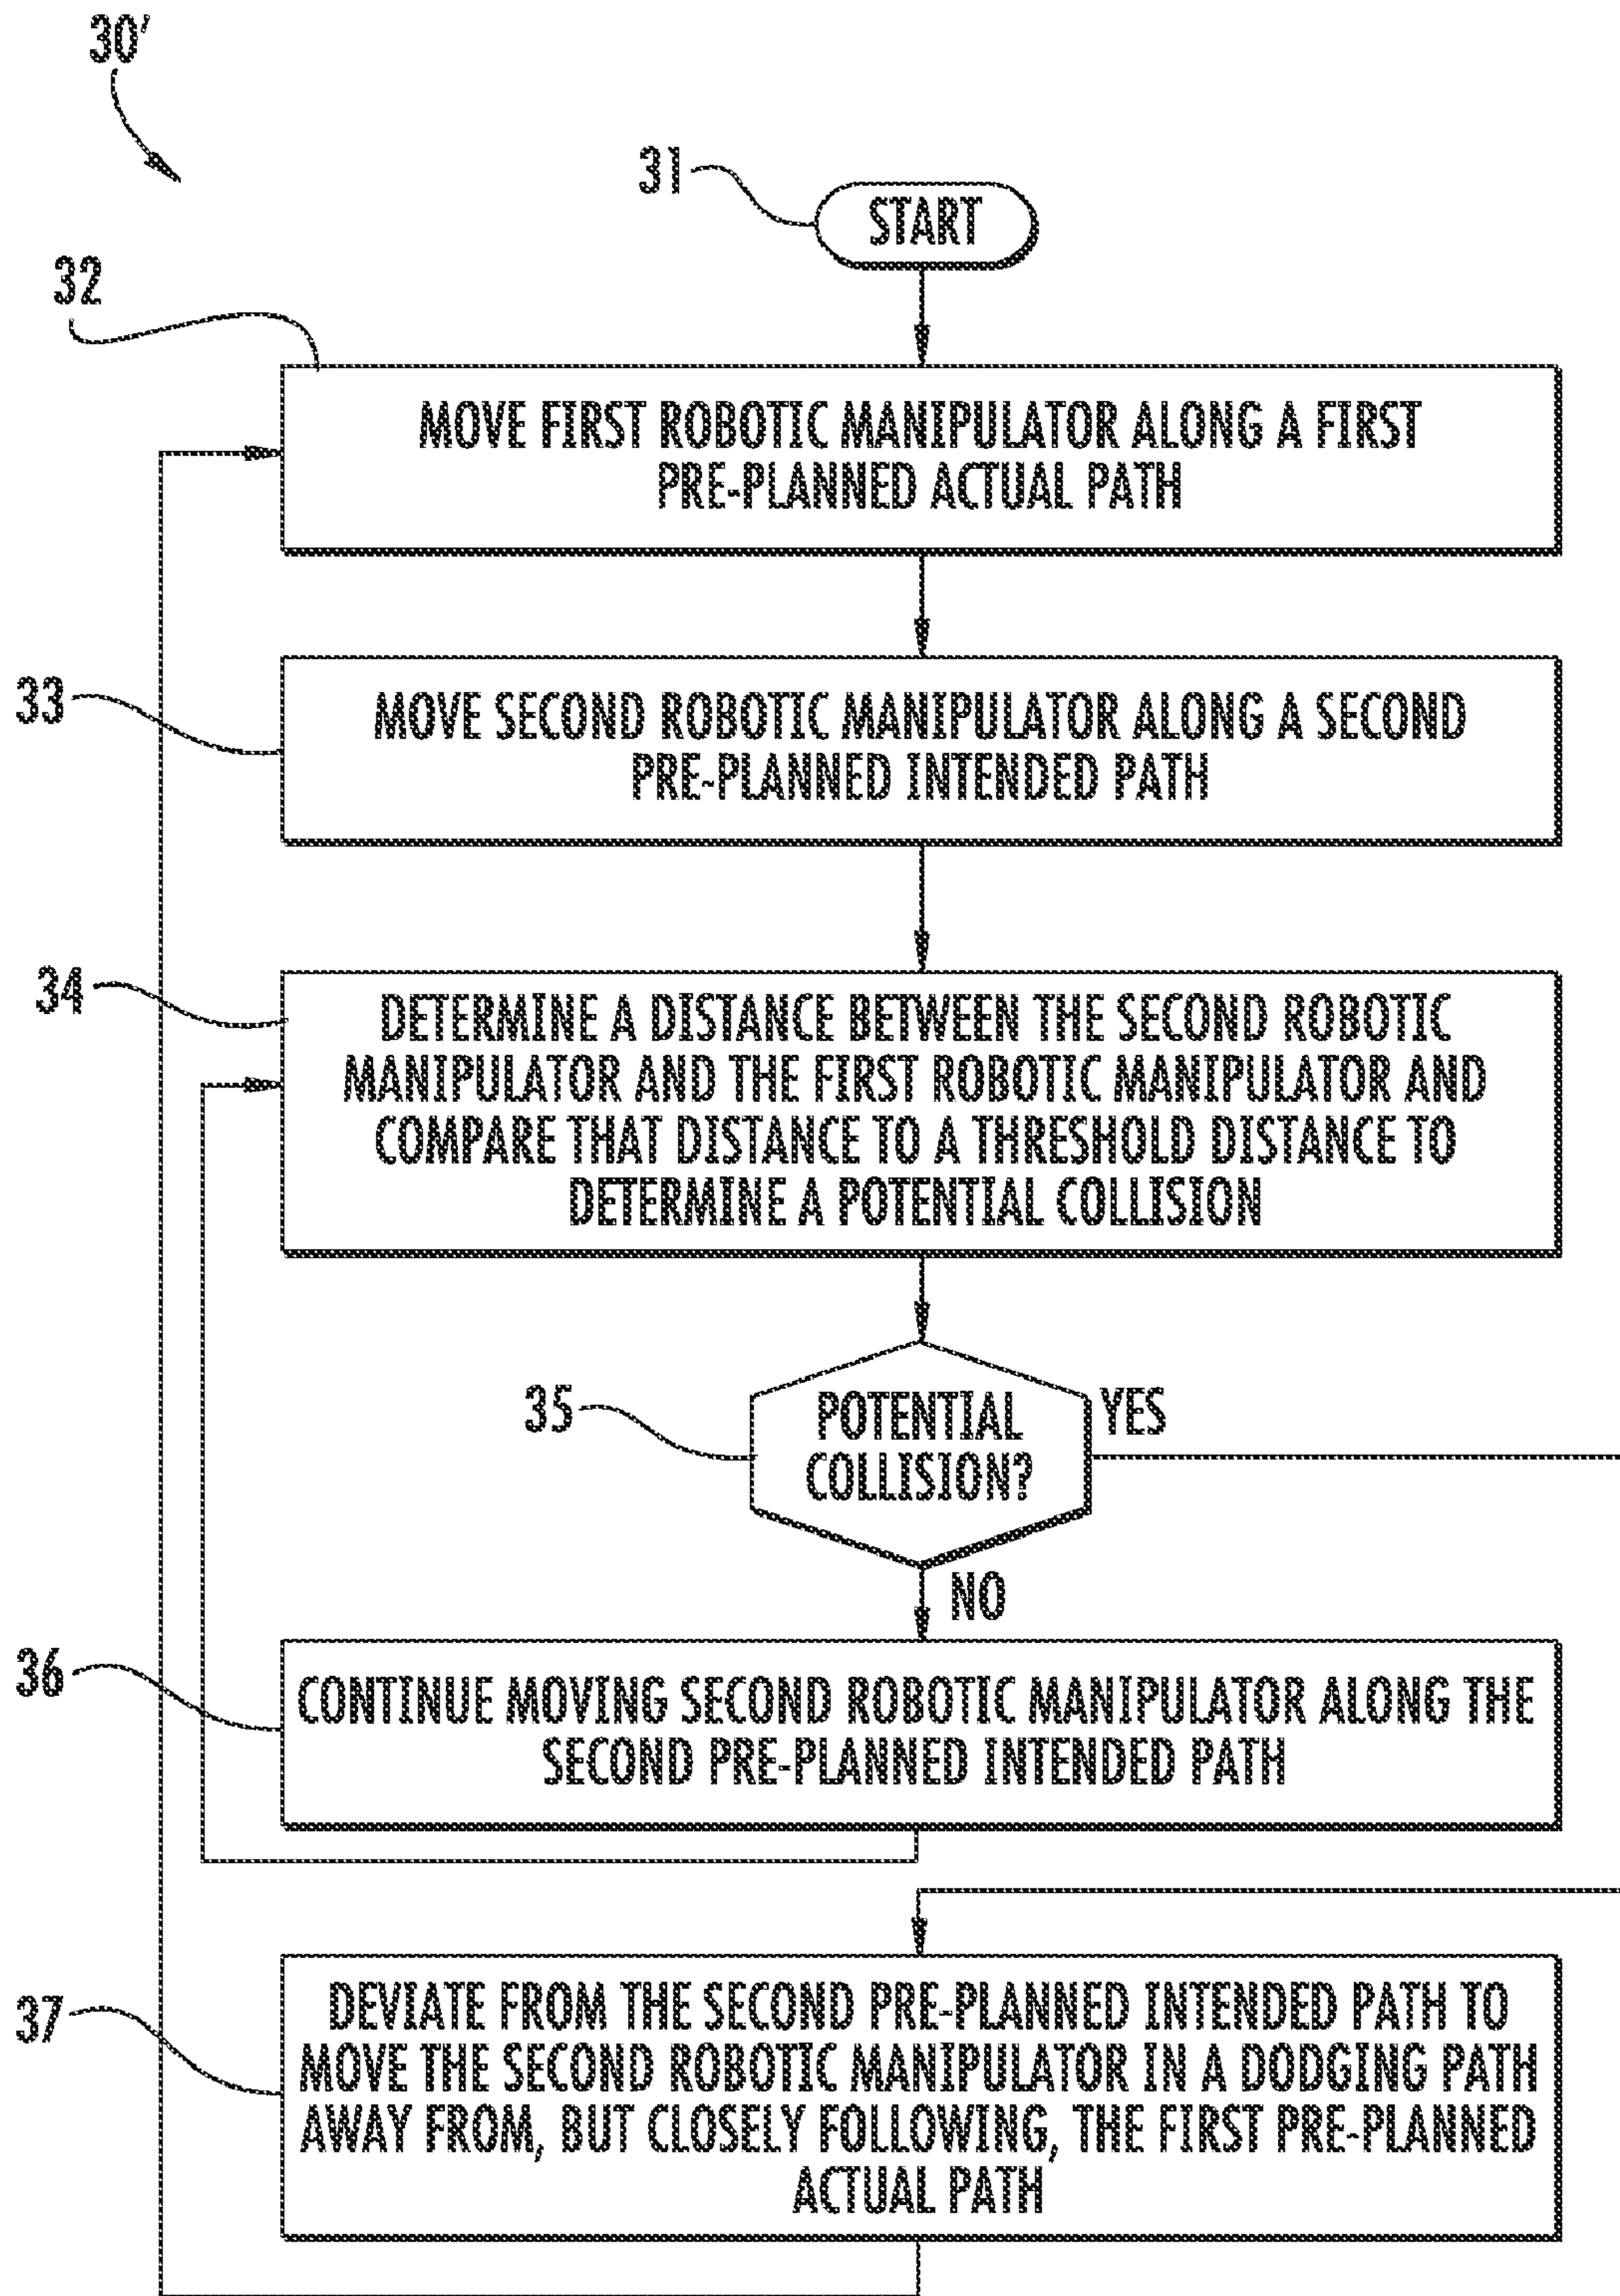 30'
31
START
32
MOVE FIRST ROBOTIC MANIPULATOR ALONG A FIRST
PRE-PLANNED ACTUAL PATH
33
MOVE SECOND ROBOTIC MANIPULATOR ALONG A SECOND
PRE-PLANNED INTENDED PATH
34
DETERMINE A DISTANCE BETWEEN THE SECOND ROBOTIC
MANIPULATOR AND THE FIRST ROBOTIC MANIPULATOR AND
COMPARE THAT DISTANCE TO A THRESHOLD DISTANCE TO
DETERMINE A POTENTIAL COLLISION
35
POTENTIAL
COLLISION?
YES
NO
36
CONTINUE MOVING SECOND ROBOTIC MANIPULATOR ALONG THE
SECOND PRE-PLANNED INTENDED PATH
37
DEVIATE FROM THE SECOND PRE-PLANNED INTENDED PATH TO
MOVE THE SECOND ROBOTIC MANIPULATOR IN A DODGING PATH
AWAY FROM, BUT CLOSELY FOLLOWING, THE FIRST PRE-PLANNED
ACTUAL PATH